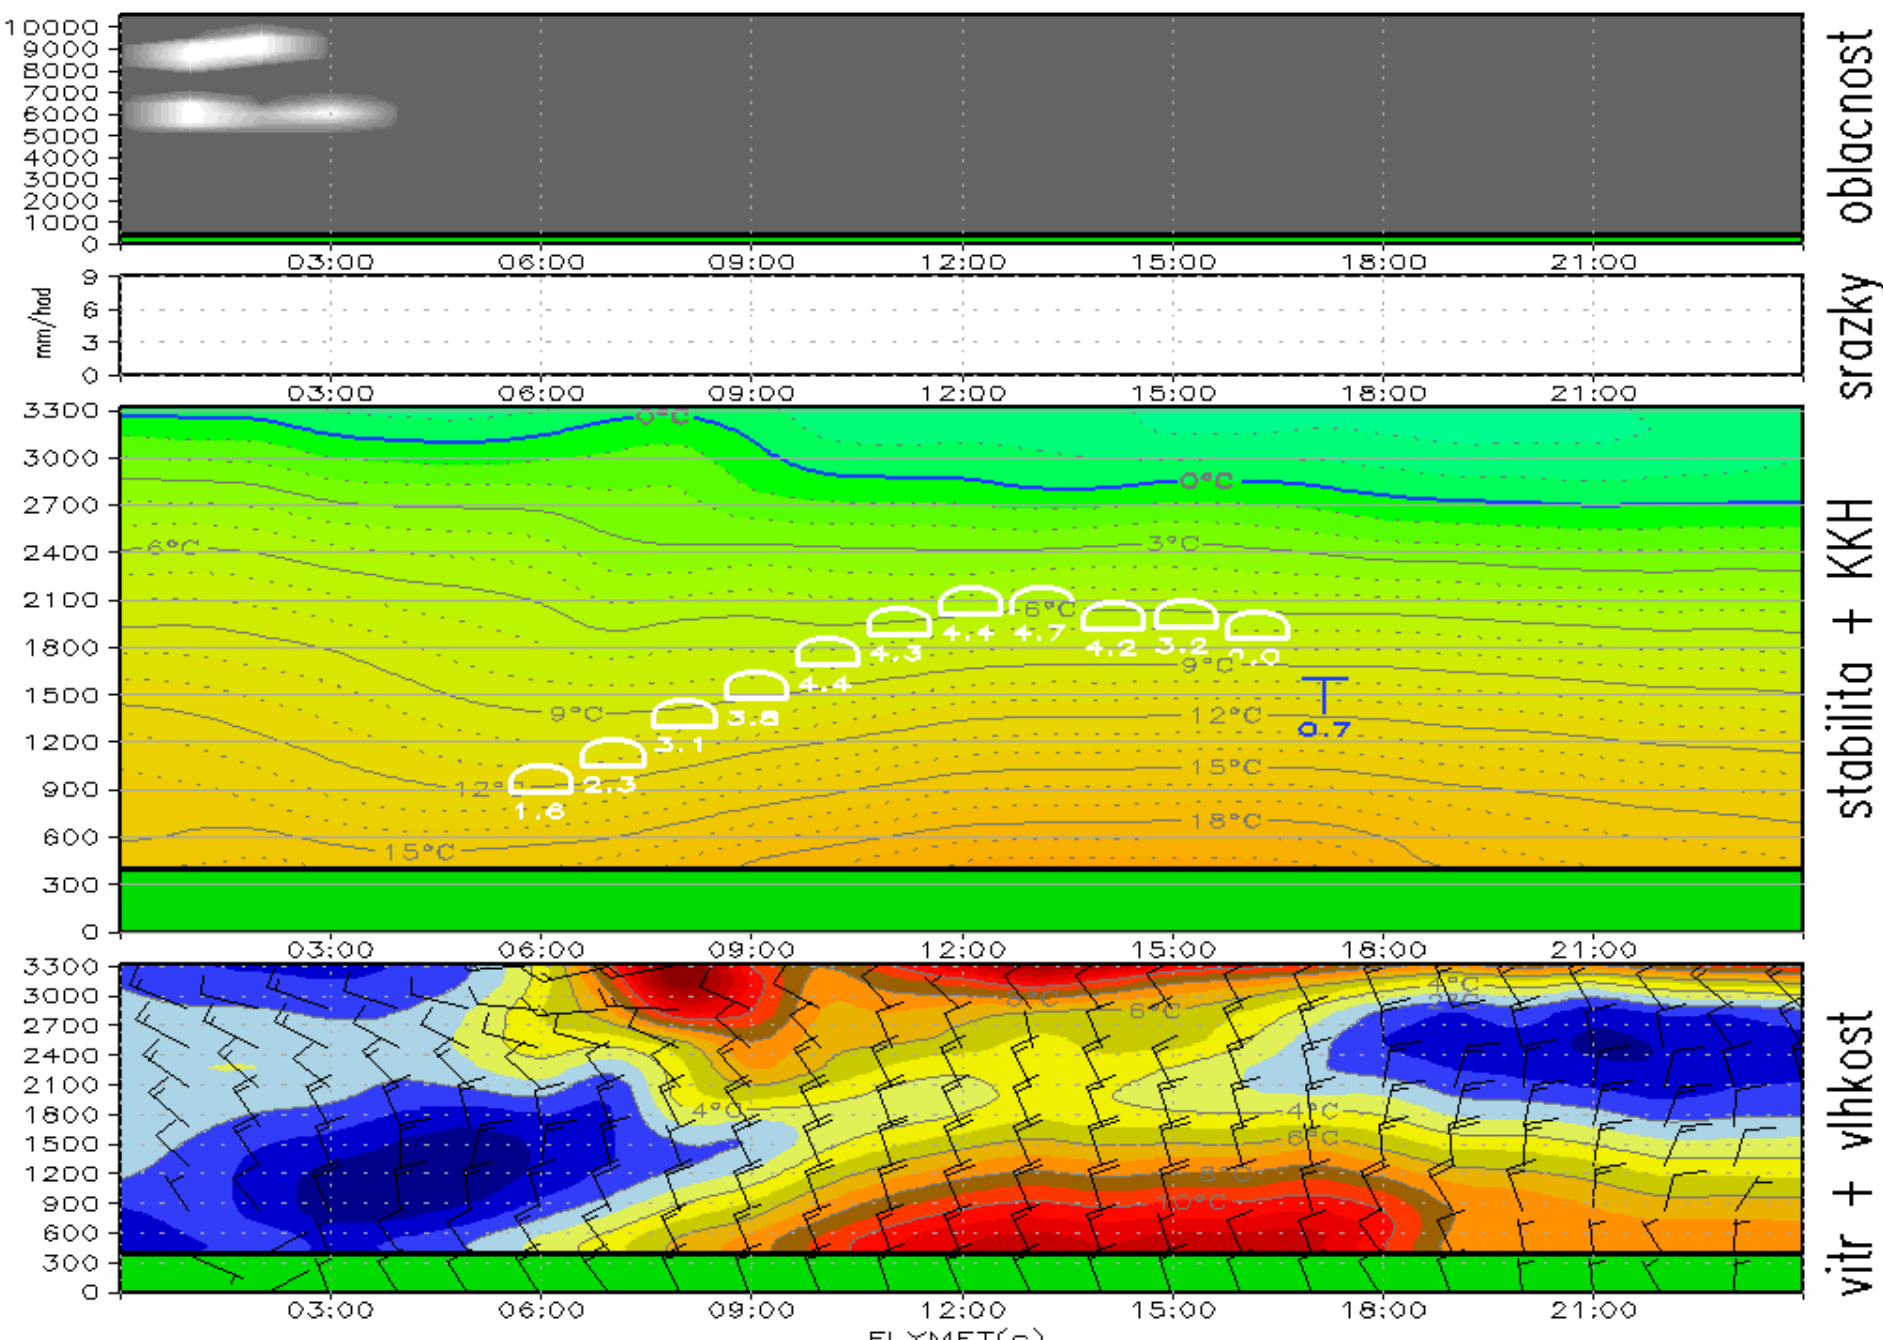 10000
9000
8000
7000
6000
5000
4000
3000
2000
1000
0
oblacnost
03:00 06:00 09:00 12:00 15:00 18:00 21:00
9
6
3
0
mm/hod
srazky
03:00 06:00 09:00 12:00 15:00 18:00 21:00
3300
3000
2700
2400
2100
1800
1500
1200
900
600
300
0
0°C
0°C
3°C
6°C
6°C
4.4 4.7
4.3 4.2 3.2
9°C
4.4
9°C
3.8
12°C
0.7
3.1
15°C
12°
2.3
1.6
18°C
15°C
stabilita + KKH
03:00 06:00 09:00 12:00 15:00 18:00 21:00
3300
3000
2700
2400
2100
1800
1500
1200
900
600
300
0
4°C
2°C
8°C
6°C
4°C
4°C
6°C
8°C
10°C
vitr + vlhkost
03:00 06:00 09:00 12:00 15:00 18:00 21:00